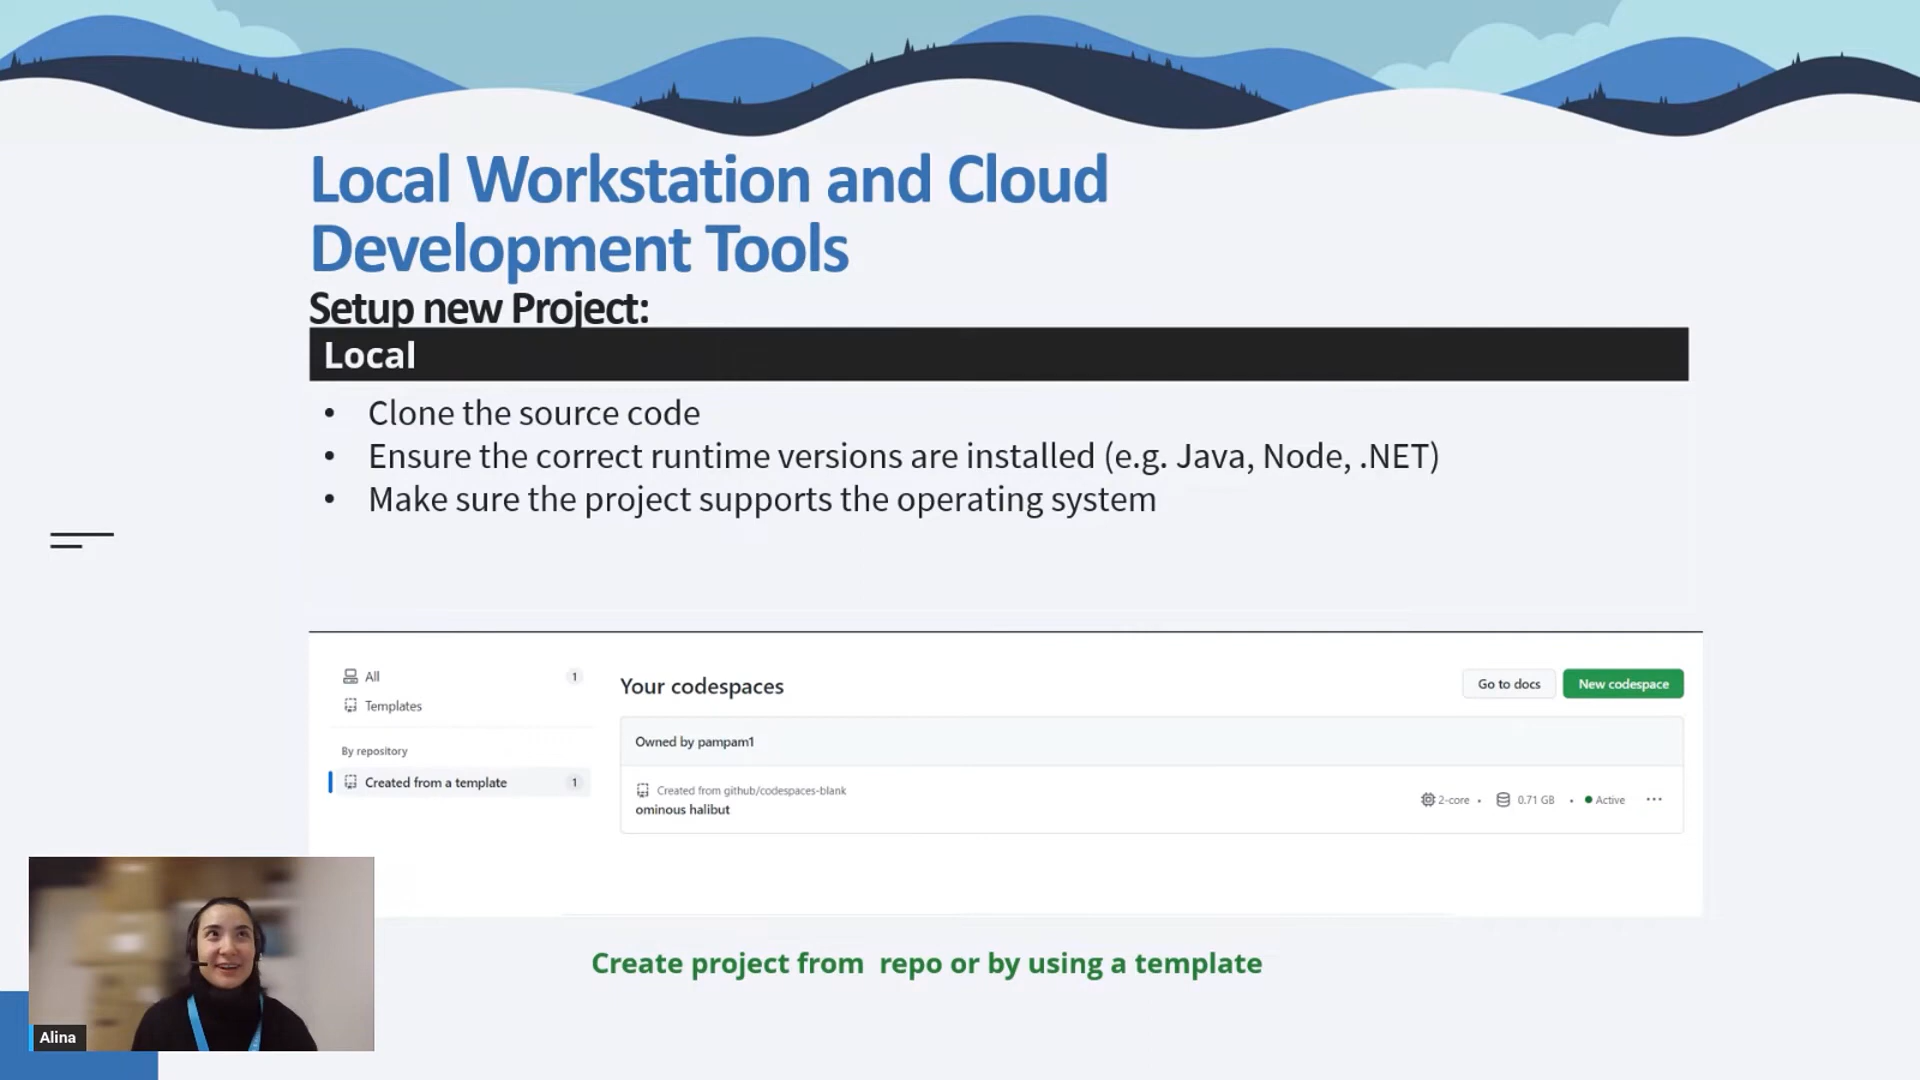 Local Workstation and Cloud
Development Tools
Setup new Project:
Local
• Clone the source code
• Ensure the correct runtime versions are installed (e.g. Java, Node, .NET)
• Make sure the project supports the operating system
All 1
Templates
By repository
Created from a template 1
Your codespaces
Go to docs
New codespace
Owned by pampam1
Created from github/codespaces-blank
ominous halibut
2-core • 0.71 GB • Active ...
Create project from repo or by using a template
Alina